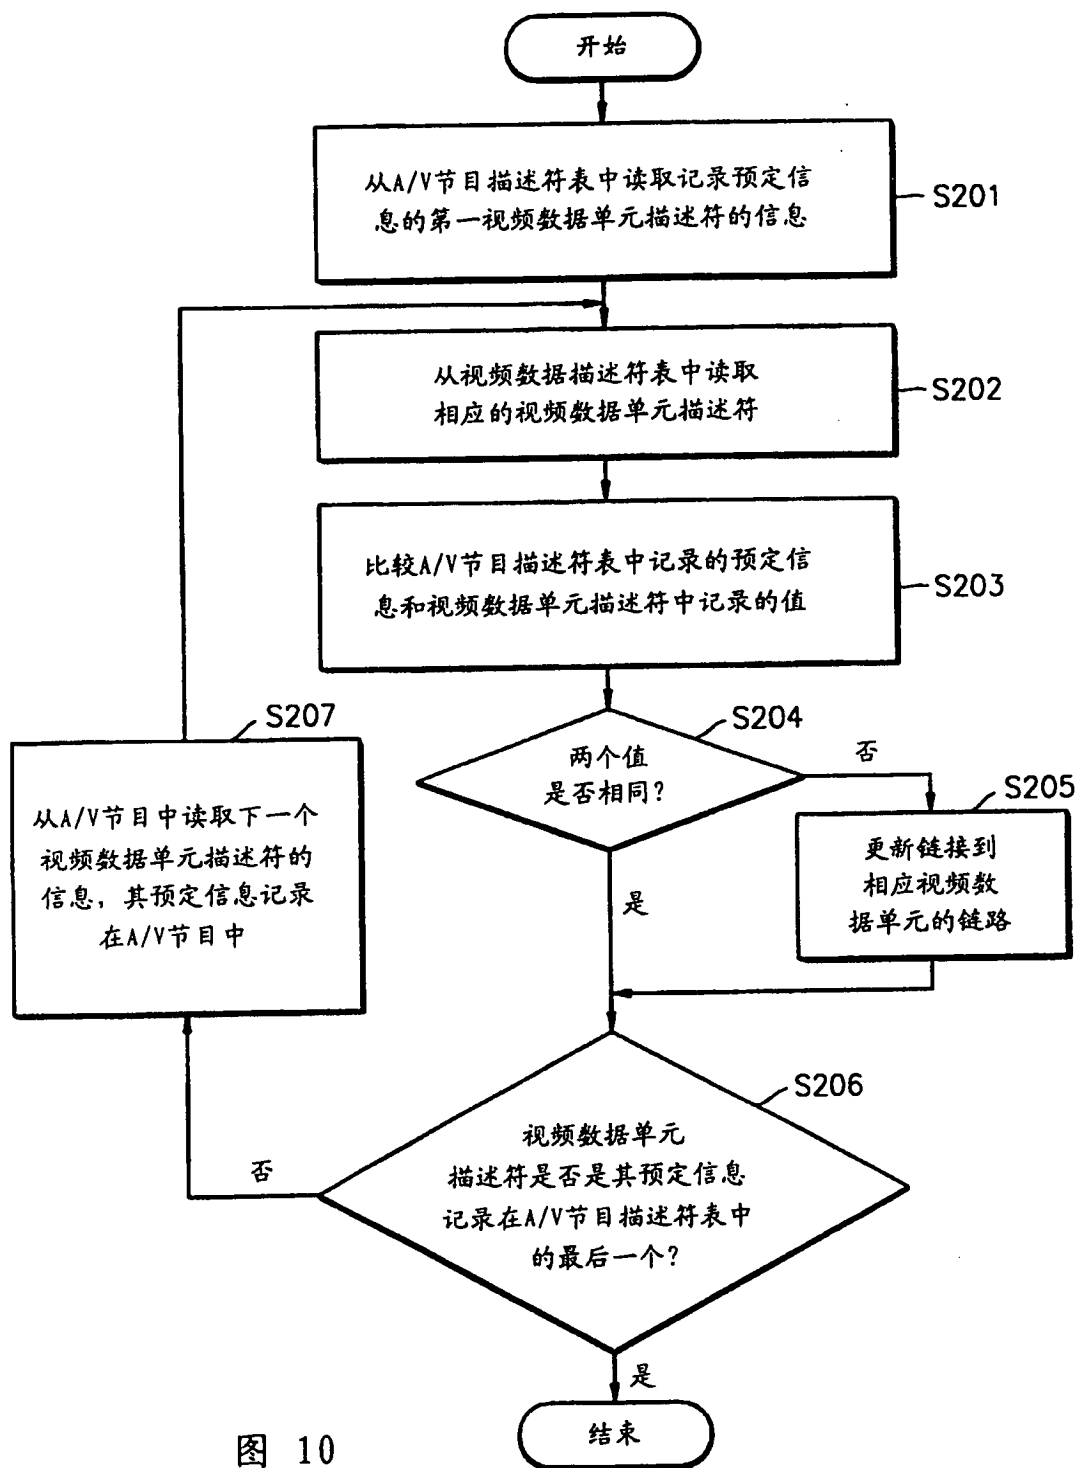 开始
从A/V节目描述符表中读取记录预定信
息的第一视频数据单元描述符的信息
S201
从视频数据描述符表中读取
相应的视频数据单元描述符
S202
比较A/V节目描述符表中记录的预定信
息和视频数据单元描述符中记录的值
S203
S204
两个值
是否相同?
否
是
S205
更新链接到
相应视频数
据单元的链路
S207
从A/V节目中读取下一个
视频数据单元描述符的
信息，其预定信息记录
在A/V节目中
S206
视频数据单元
描述符是否是其预定信息
记录在A/V节目描述符表中
的最后一个?
否
是
结束
图 10